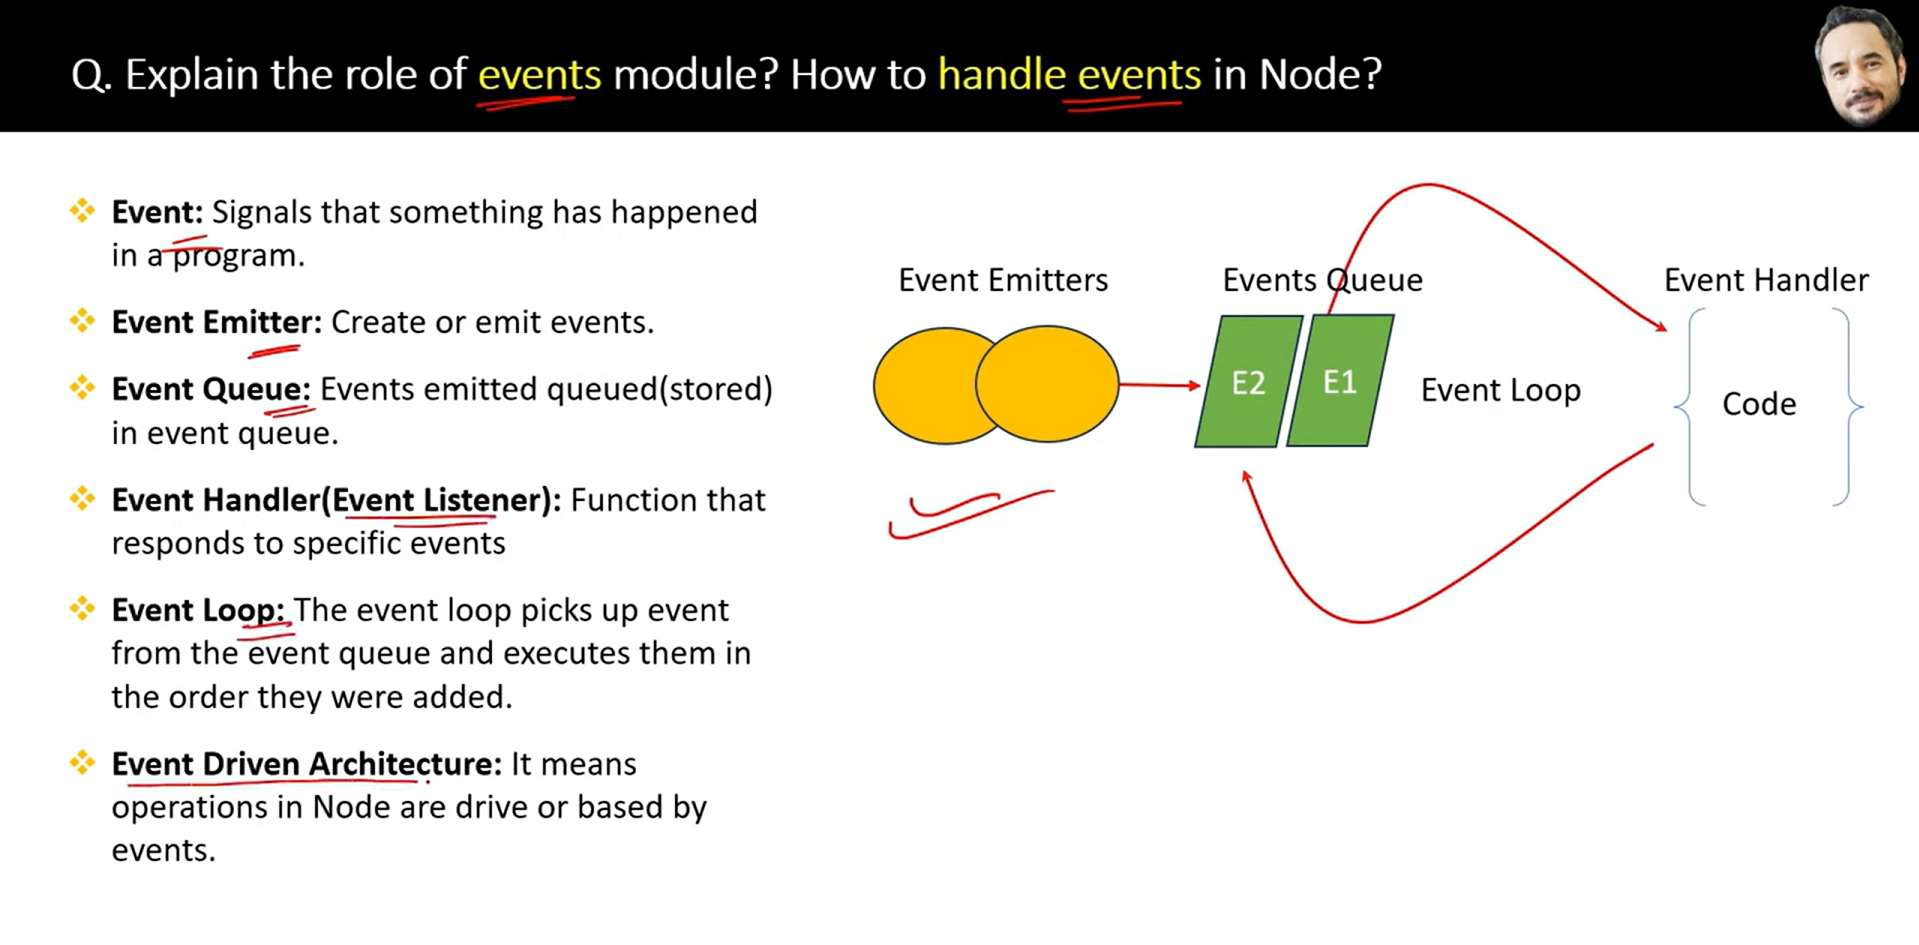 Q. Explain the role of events module? How to handle events in Node?
Event: Signals that something has happened
in a program.
Event Emitter: Create or emit events.
Event Queue: Events emitted queued(stored)
in event queue.
Event Handler(Event Listener): Function that
responds to specific events
Event Loop: The event loop picks up event
from the event queue and executes them in
the order they were added.
Event Driven Architecture: It means
operations in Node are drive or based by
events.
Event Emitters
Events Queue
Event Handler
E2
E1
Event Loop
Code